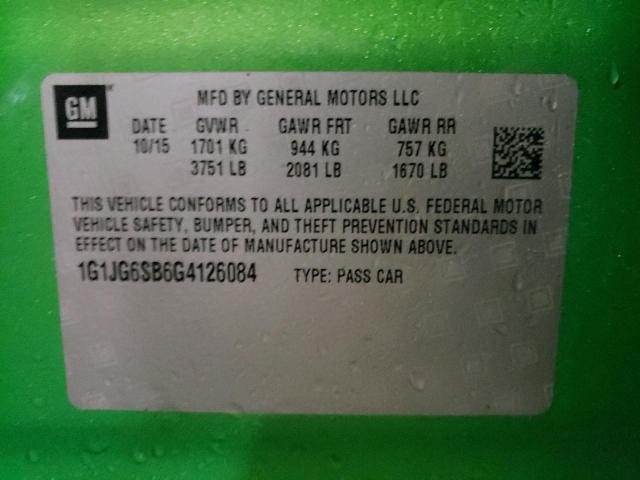 GM MFD BY GENERAL MOTORS LLC
DATE GVWR GAWR FRT GAWR RR
10/15 1701 KG 944 KG 757 KG
3751 LB 2081 LB 1670 LB
THIS VEHICLE CONFORMS TO ALL APPLICABLE U.S. FEDERAL MOTOR
VEHICLE SAFETY, BUMPER, AND THEFT PREVENTION STANDARDS IN
EFFECT ON THE DATE OF MANUFACTURE SHOWN ABOVE.
1G1JG6SB6G4126084 TYPE: PASS CAR